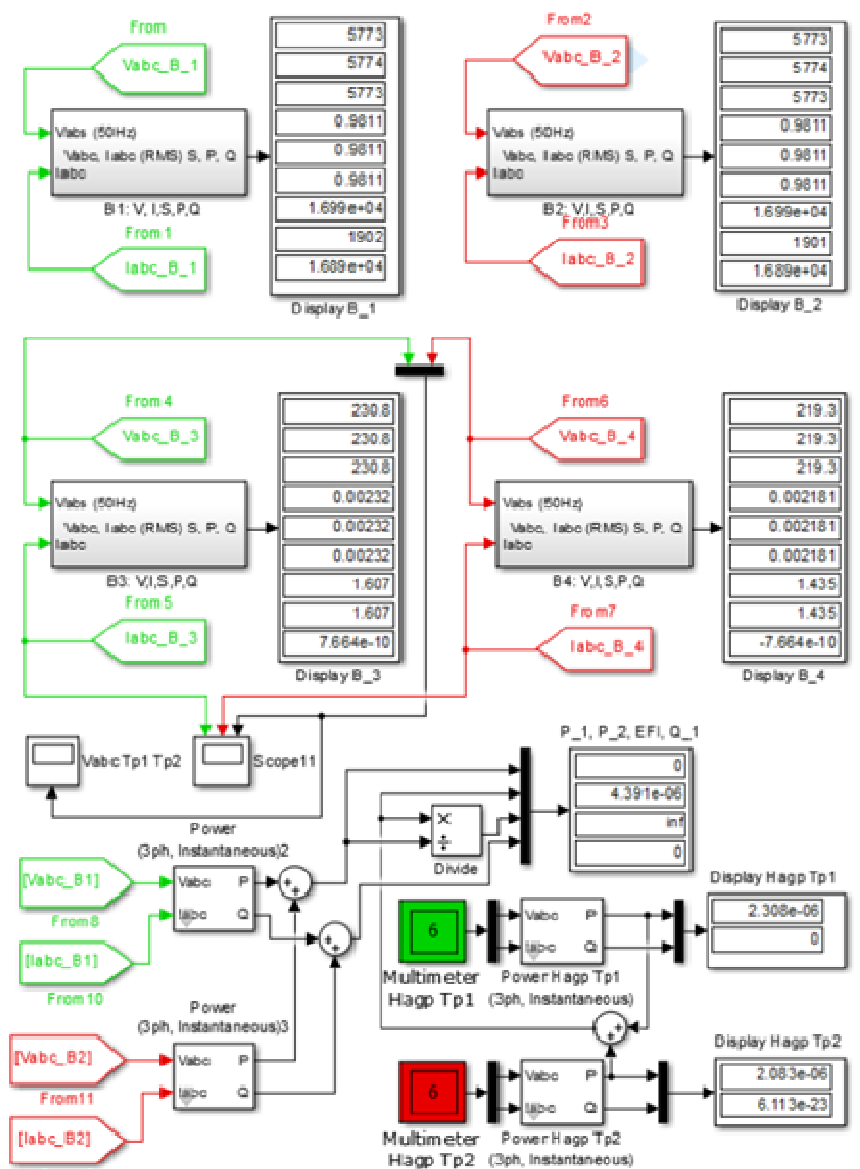 From
Vabc_B_1
Vabs (50Hz)
Vabc, Iabc (RMS) S, P, Q
Iabc
B1: V, I,S,P,Q
From1
Iabc_B_1
5773
5774
5773
0.9811
0.9811
0.9811
1.699e+04
1902
1.689e+04
Display B_1
From2
Vabc_B_2
Vabs (50Hz)
Vabc, Iabc (RMS) S, P, Q
Iabc
B2: V,I,S,P,Q
From3
Iabc_B_2
5773
5774
5773
0.9811
0.9811
0.9811
1.699e+04
1901
1.689e+04
Display B_2
From4
Vabc_B_3
Vabs (50Hz)
Vabc, Iabc (RMS) S, P, Q
Iabc
B3: V,I,S,P,Q
From5
Iabc_B_3
230.8
230.8
230.8
0.00232
0.00232
0.00232
1.607
1.607
7.664e-10
Display B_3
From6
Vabc_B_4
Vabs (50Hz)
Vabc, Iabc (RMS) S, P, Q
Iabc
B4: V,I,S,P,Q
From7
Iabc_B_4
219.3
219.3
219.3
0.002181
0.002181
0.002181
1.435
1.435
-7.664e-10
Display B_4
Vabc Tp1 Tp2
Scope11
P_1, P_2, EFI, Q_1
0
4.391e-06
inf
0
Divide
Power
(3ph, Instantaneous)2
[Vabc_B1]
From8
[Iabc_B1]
From10
Vabc
Iabc
P
Q
Power
(3ph, Instantaneous)3
[Vabc_B2]
From11
[Iabc_B2]
Vabc
Iabc
P
Q
6
Multimeter
Hagp Tp1
Vabc
Iabc
P
Q
Power Hagp Tp1
(3ph, Instantaneous)
Display Hagp Tp1
2.308e-06
0
6
Multimeter
Hagp Tp2
Vabc
Iabc
P
Q
Power Hagp Tp2
(3ph, Instantaneous)
Display Hagp Tp2
2.083e-06
6.113e-23